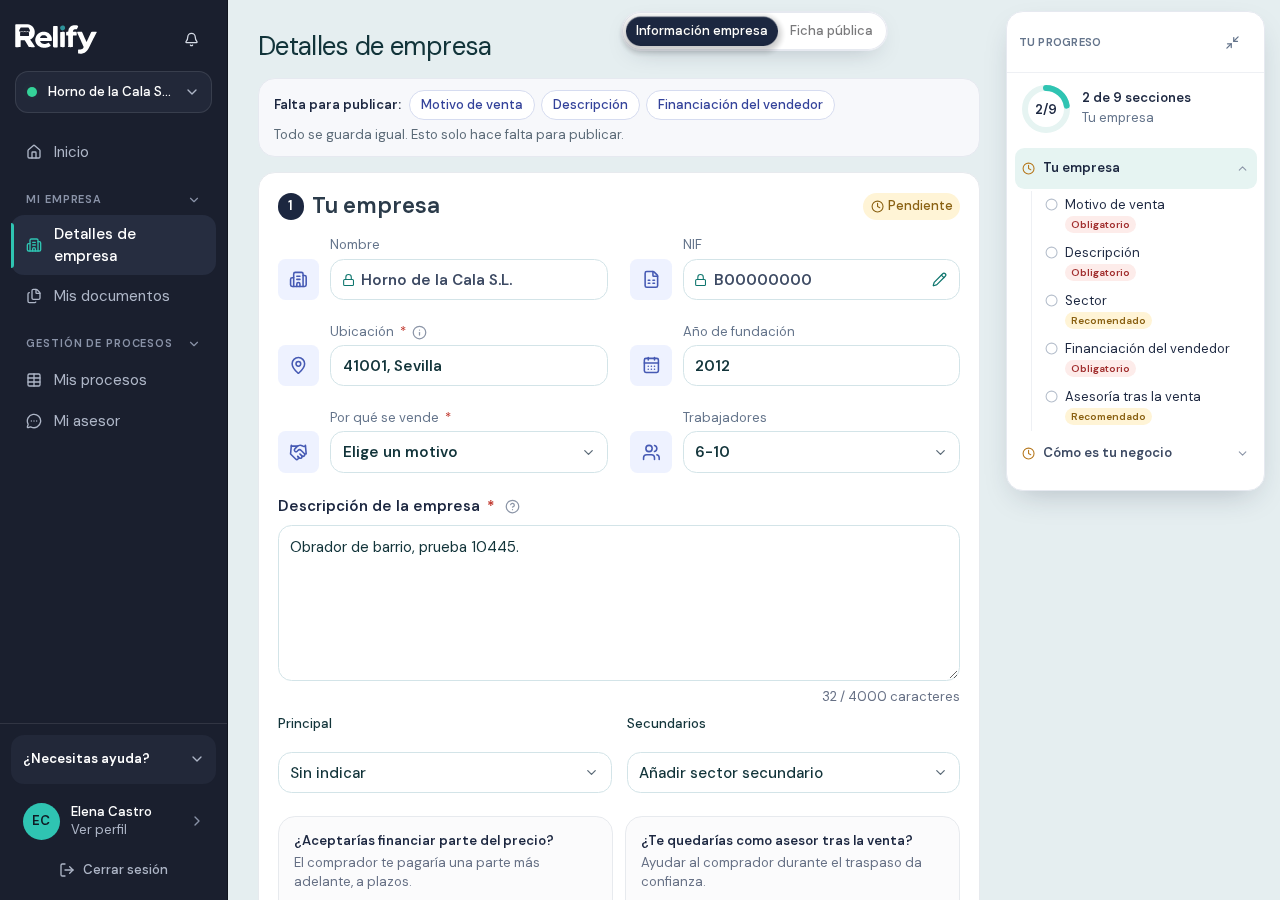 Relify
Horno de la Cala S...
Inicio
MI EMPRESA
Detalles de
empresa
Mis documentos
GESTIÓN DE PROCESOS
Mis procesos
Mi asesor
¿Necesitas ayuda?
EC
Elena Castro
Ver perfil
Cerrar sesión
Detalles de empresa
Información empresa
Ficha pública
Falta para publicar:
Motivo de venta
Descripción
Financiación del vendedor
Todo se guarda igual. Esto solo hace falta para publicar.
1
Tu empresa
Pendiente
Nombre
Horno de la Cala S.L.
NIF
B00000000
Ubicación *
41001, Sevilla
Año de fundación
2012
Por qué se vende *
Elige un motivo
Trabajadores
6-10
Descripción de la empresa *
Obrador de barrio, prueba 10445.
32 / 4000 caracteres
Principal
Sin indicar
Secundarios
Añadir sector secundario
¿Aceptarías financiar parte del precio?
El comprador te pagaría una parte más
adelante, a plazos.
¿Te quedarías como asesor tras la venta?
Ayudar al comprador durante el traspaso da
confianza.
TU PROGRESO
2/9
2 de 9 secciones
Tu empresa
Tu empresa
Motivo de venta
Obligatorio
Descripción
Obligatorio
Sector
Recomendado
Financiación del vendedor
Obligatorio
Asesoría tras la venta
Recomendado
Cómo es tu negocio